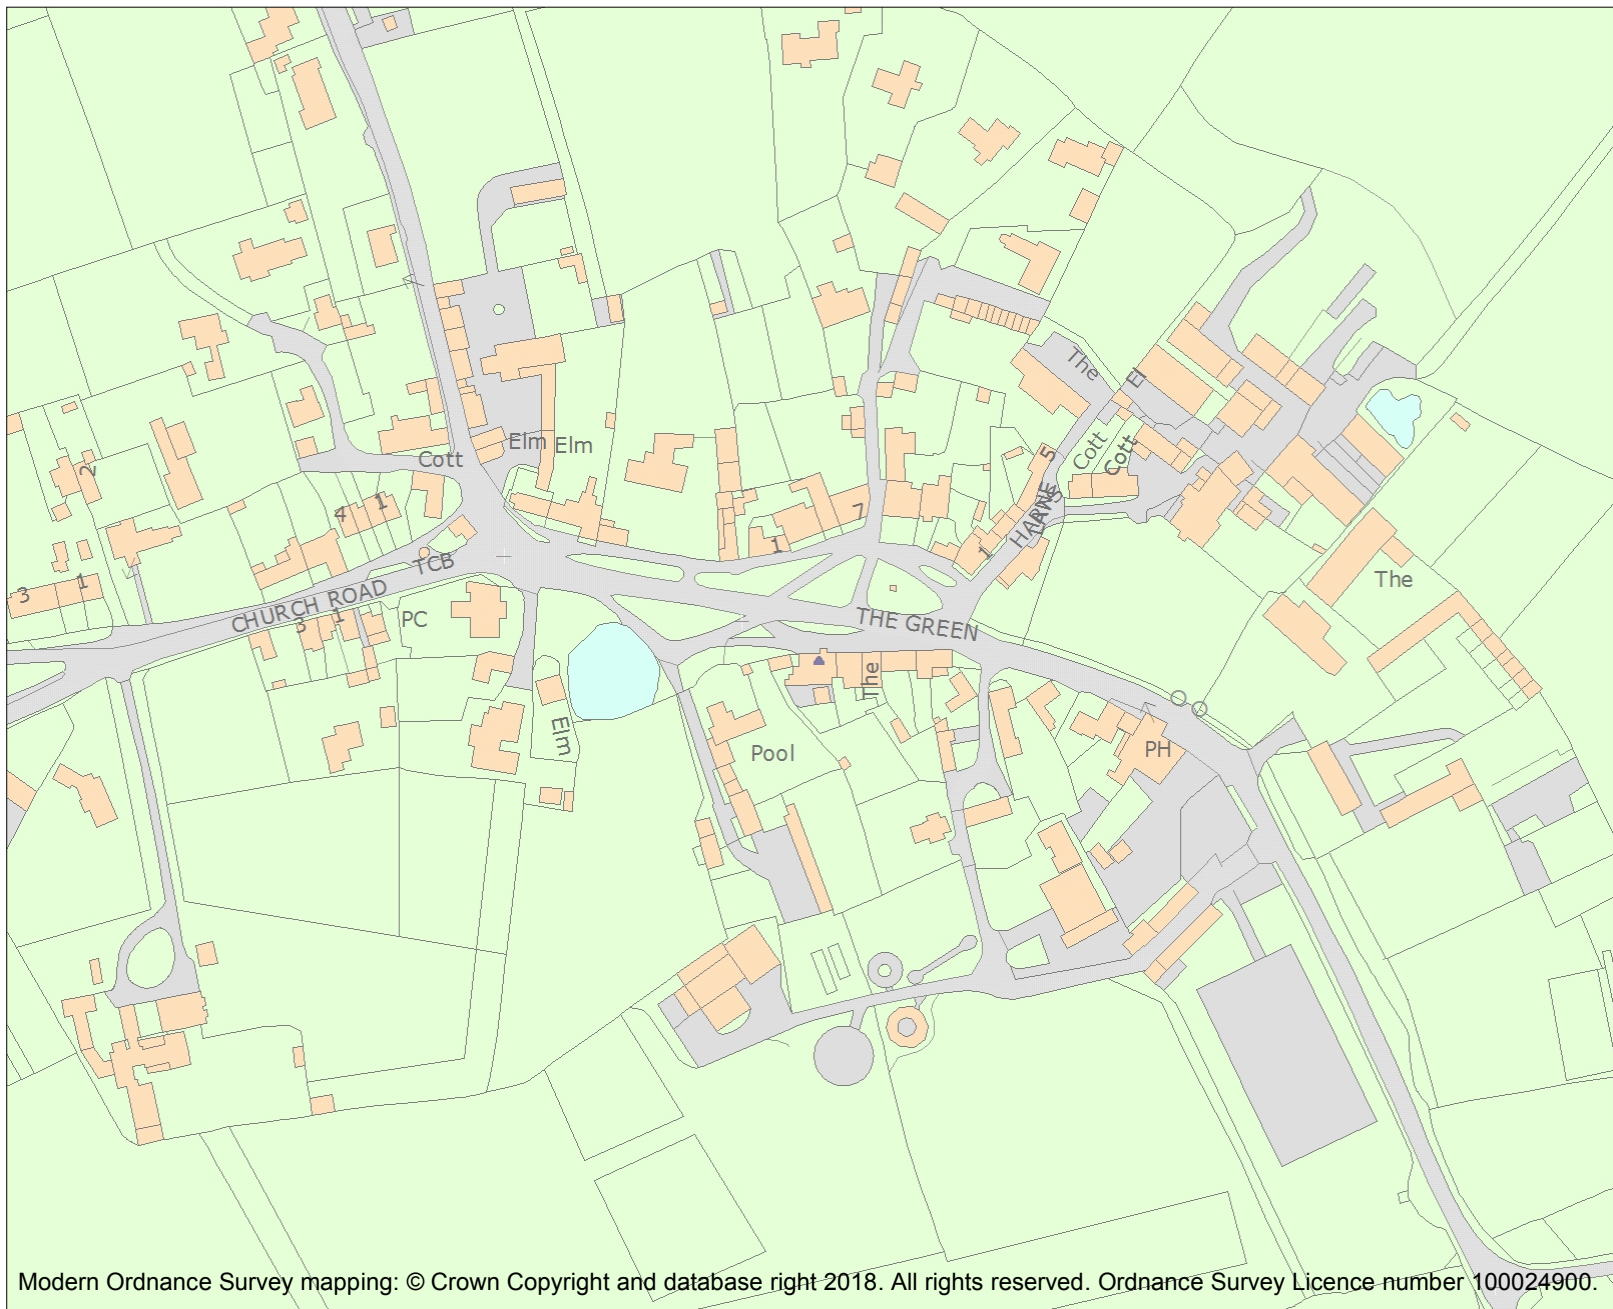 The
El
Elm
Elm
Cott
Cott
Cott
5
2
4
1
7
1
1
HARNE
TCB
The
3
1
CHURCH ROAD
3
1
PC
THE GREEN
The
Elm
Pool
PH
Modern Ordnance Survey mapping: © Crown Copyright and database right 2018. All rights reserved. Ordnance Survey Licence number 100024900.